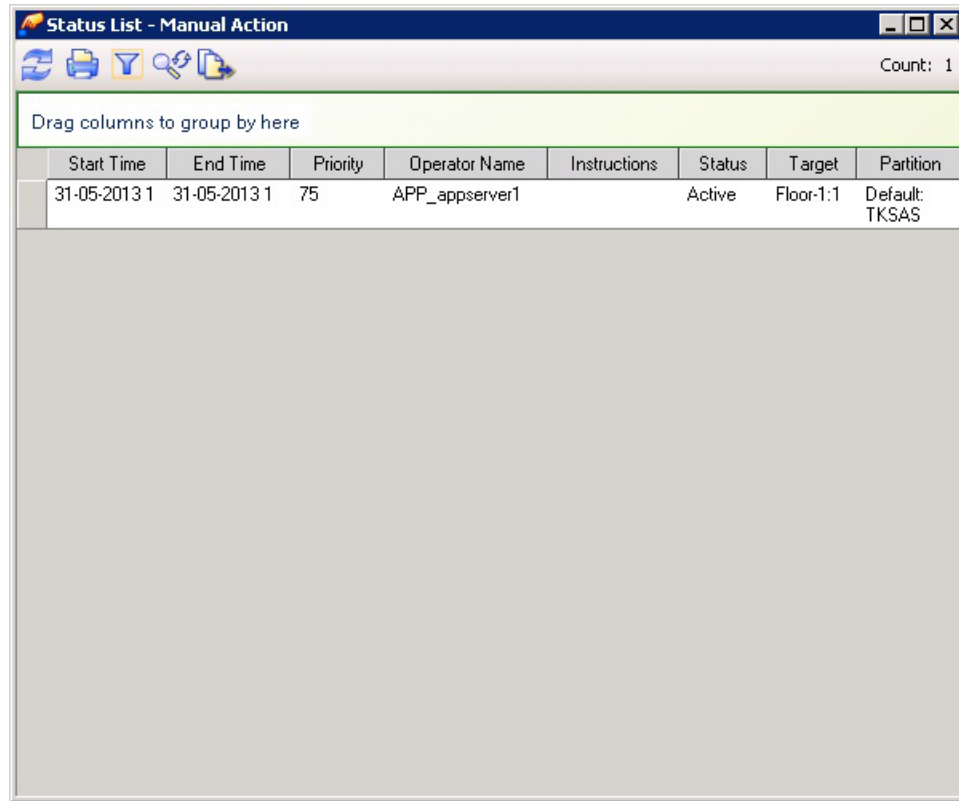 Status List - Manual Action
Count: 1
Drag columns to group by here
Start Time End Time Priority Operator Name Instructions Status Target Partition
31-05-2013 1 31-05-2013 1 75 APP_appserver1 Active Floor-1:1 Default:
TKSAS